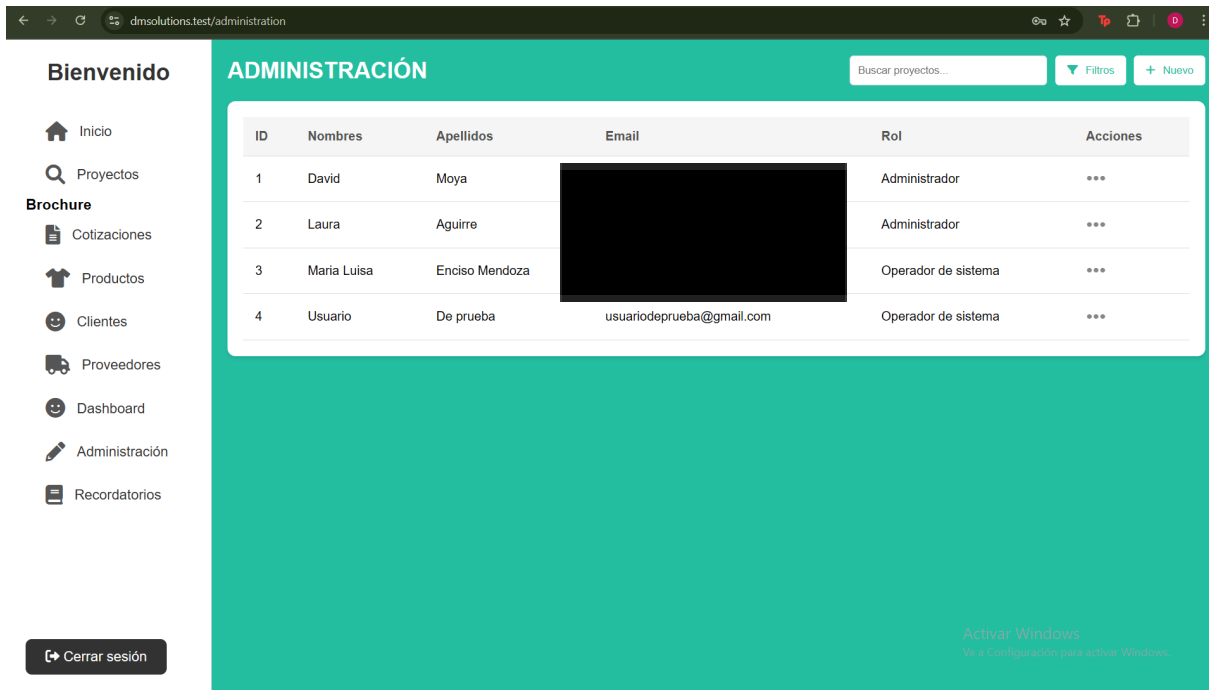 dmsolutions.test/administration
Tp
D
Bienvenido
Inicio
Proyectos
Brochure
Cotizaciones
Productos
Clientes
Proveedores
Dashboard
Administración
Recordatorios
Cerrar sesión
ADMINISTRACIÓN
Buscar proyectos...
Filtros
+ Nuevo
ID Nombres Apellidos Email Rol Acciones
1 David Moya Administrador
2 Laura Aguirre Administrador
3 Maria Luisa Enciso Mendoza Operador de sistema
4 Usuario De prueba usuariodeprueba@gmail.com Operador de sistema
Activar Windows
Ve a Configuración para activar Windows.